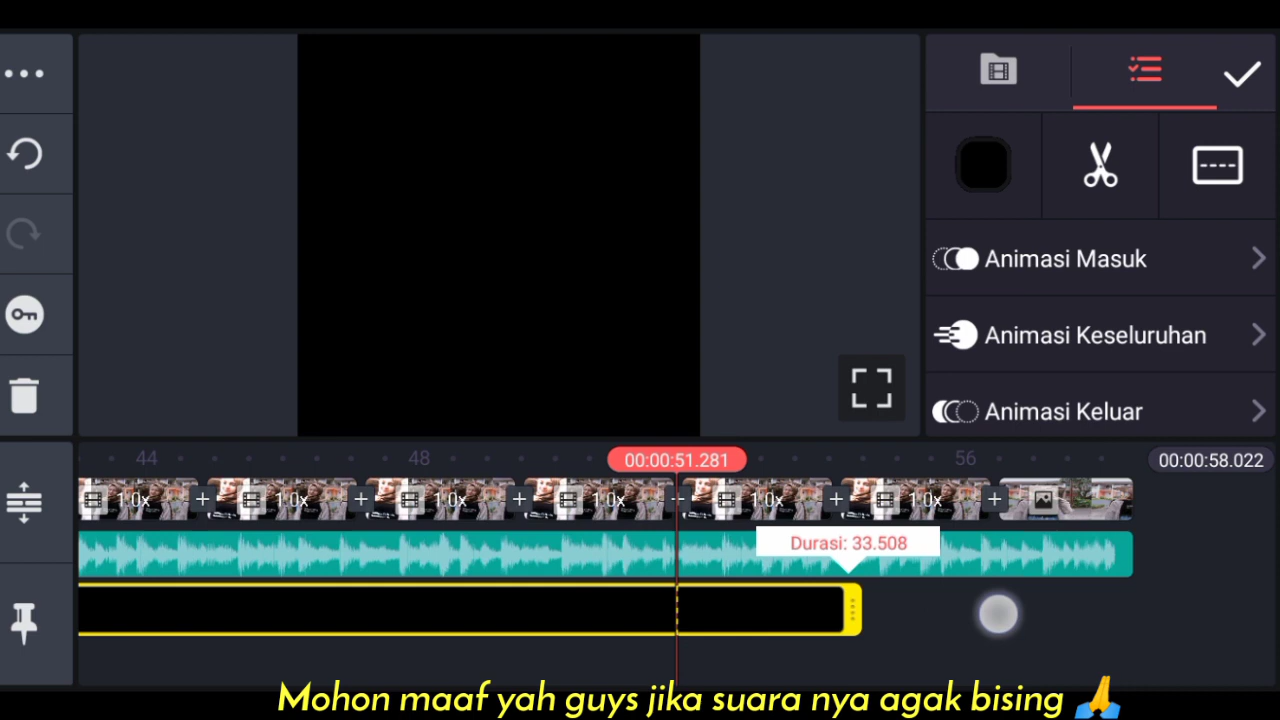 Animasi Masuk
Animasi Keseluruhan
Animasi Keluar
44
48
00:00:51.281
56
00:00:58.022
1.0x
1.0x
1.0x
1.0x
1.0x
1.0x
Durasi: 33.508
Mohon maaf yah guys jika suara nya agak bising 🙏